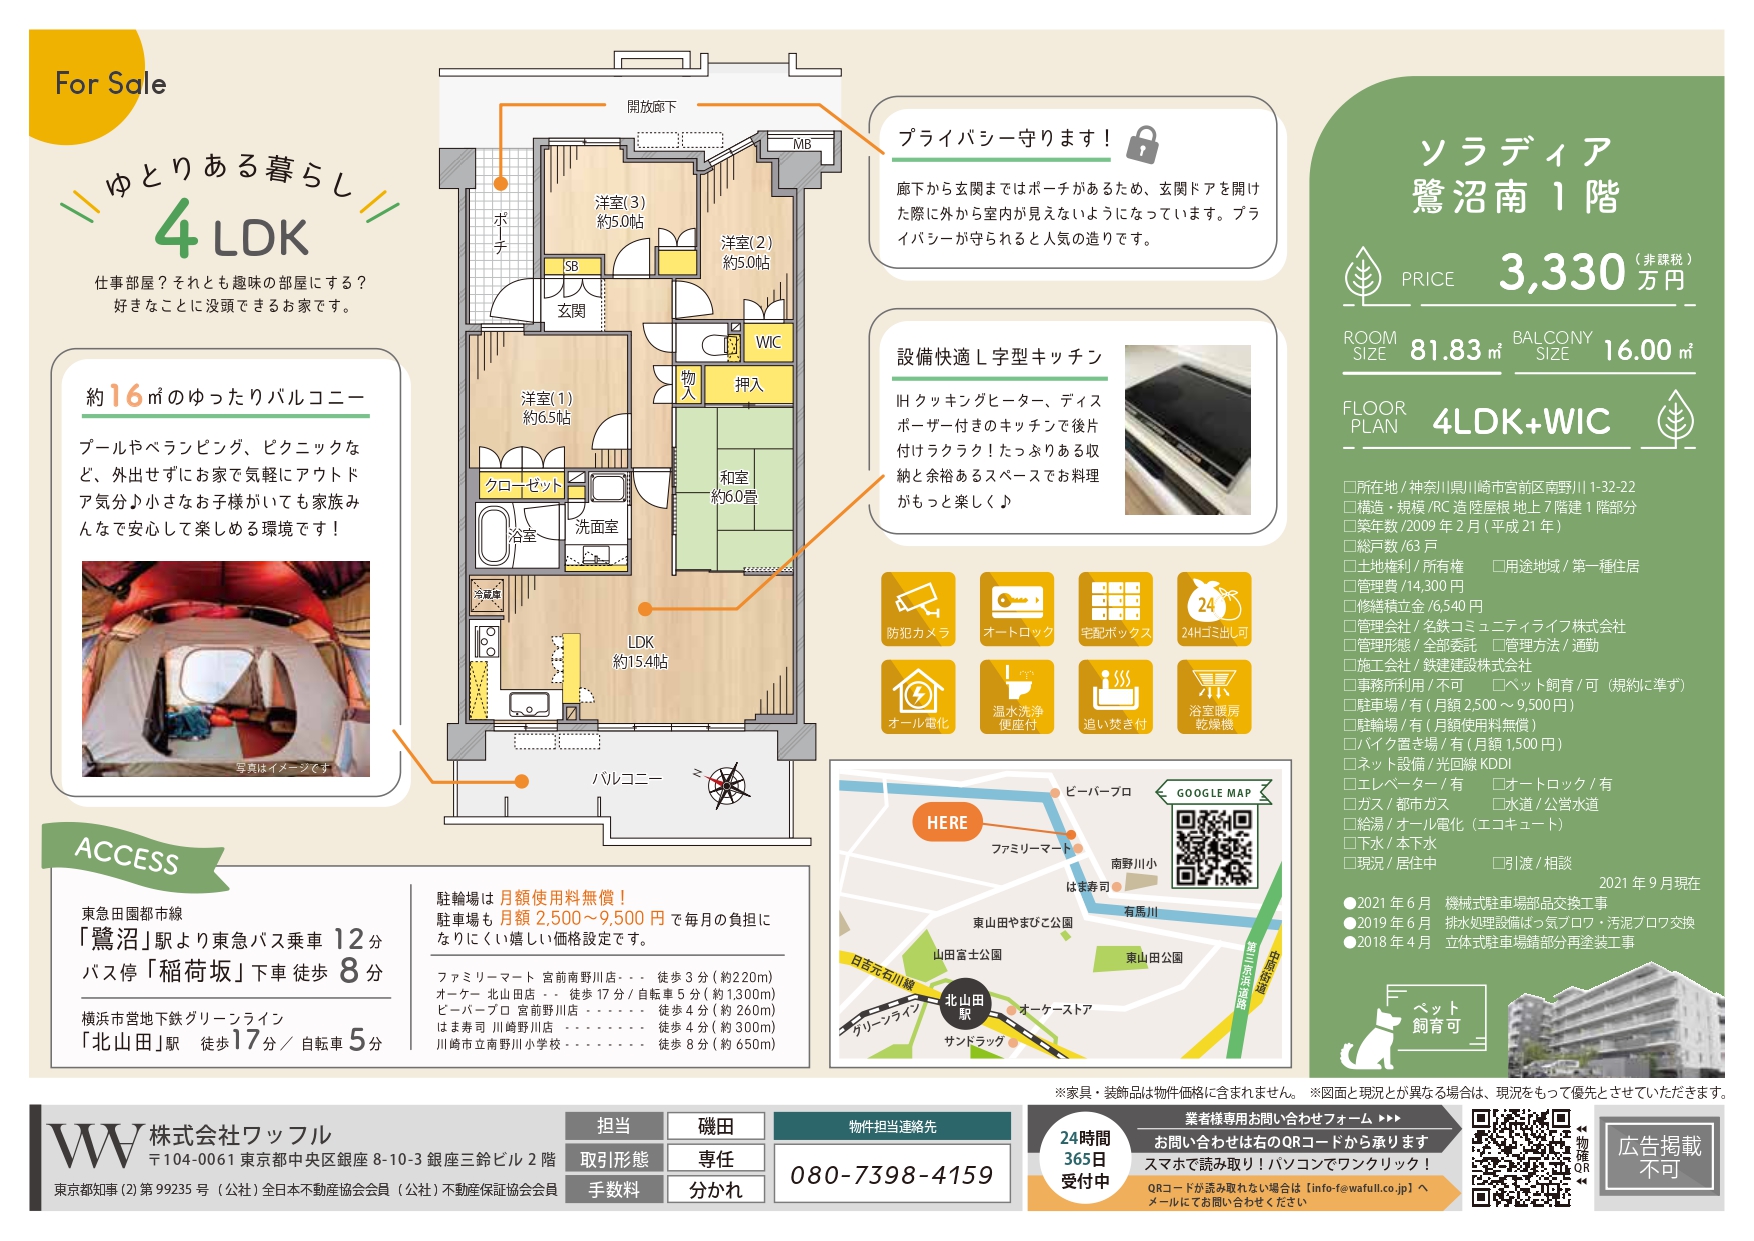 For Sale
ゆとりある暮らし
4 LDK
仕事部屋？それとも趣味の部屋にする？
好きなことに没頭できるお家です。
約16㎡のゆったりバルコニー
プールやベランピング、ピクニックな
ど、外出せずにお家で気軽にアウトド
ア気分♪小さなお子様がいても家族み
んなで安心して楽しめる環境です！
写真はイメージです
開放廊下
MB
ポーチ
洋室(３)
約5.0帖
洋室(２)
約5.0帖
SB
玄関
WIC
物入
押入
洋室(１)
約6.5帖
クローゼット
浴室
洗面室
和室
約6.0畳
冷蔵庫
LDK
約15.4帖
バルコニー
N
プライバシー守ります！
廊下から玄関まではポーチがあるため、玄関ドアを開け
た際に外から室内が見えないようになっています。プラ
イバシーが守られると人気の造りです。
設備快適Ｌ字型キッチン
IHクッキングヒーター、ディス
ポーザー付きのキッチンで後片
付けラクラク！たっぷりある収
納と余裕あるスペースでお料理
がもっと楽しく♪
防犯カメラ
オートロック
宅配ボックス
24
24Hゴミ出し可
オール電化
温水洗浄
便座付
追い焚き付
浴室暖房
乾燥機
ソラディア
鷺沼南 1 階
PRICE 3,330万円（非課税）
ROOM SIZE 81.83㎡ BALCONY SIZE 16.00㎡
FLOOR PLAN 4LDK+WIC
□所在地 / 神奈川県川崎市宮前区南野川 1-32-22
□構造・規模 /RC 造 陸屋根 地上 7 階建 1 階部分
□築年数 /2009 年 2 月 ( 平成 21 年 )
□総戸数 /63 戸
□土地権利 / 所有権 □用途地域 / 第一種住居
□管理費 /14,300 円
□修繕積立金 /6,540 円
□管理会社 / 名鉄コミュニティライフ株式会社
□管理形態 / 全部委託 □管理方法 / 通勤
□施工会社 / 鉄建建設株式会社
□事務所利用 / 不可 □ペット飼育 / 可（規約に準ず）
□駐車場 / 有 ( 月額 2,500 〜 9,500 円 )
□駐輪場 / 有 ( 月額使用料無償 )
□バイク置き場 / 有 ( 月額 1,500 円 )
□ネット設備 / 光回線 KDDI
□エレベーター / 有 □オートロック / 有
□ガス / 都市ガス □水道 / 公営水道
□給湯 / オール電化（エコキュート）
□下水 / 本下水
□現況 / 居住中 □引渡 / 相談
2021 年 9 月現在
●2021 年 6 月 機械式駐車場部品交換工事
●2019 年 6 月 排水処理設備ばっ気ブロワ・汚泥ブロワ交換
●2018 年 4 月 立体式駐車場錆部分再塗装工事
ペット
飼育可
ACCESS
東急田園都市線
「鷺沼」駅より東急バス乗車 12分
バス停「稲荷坂」下車 徒歩 8 分
横浜市営地下鉄グリーンライン
「北山田」駅 徒歩17分／ 自転車 5分
駐輪場は 月額使用料無償！
駐車場も 月額 2,500〜9,500 円 で毎月の負担に
なりにくい嬉しい価格設定です。
ファミリーマート 宮前南野川店- - - 徒歩 3 分 ( 約220m)
オーケー 北山田店 - - 徒歩 17 分 / 自転車 5 分 ( 約 1,300m)
ビーバープロ 宮前南野川店 - - - - - - 徒歩 4 分 ( 約 260m)
はま寿司 川崎野川店 - - - - - - - - 徒歩 4 分 ( 約 300m)
川崎市立南野川小学校- - - - - - - - 徒歩 8 分 ( 約 650m)
HERE
ビーバープロ
GOOGLE MAP
ファミリーマート
南野川小
はま寿司
有馬川
東山田やまびこ公園
山田富士公園
東山田公園
日吉元石川線
第三京浜道路
中原街道
北山田
駅
グリーンライン
オーケーストア
サンドラッグ
※家具・装飾品は物件価格に含まれません。 ※図面と現況とが異なる場合は、現況をもって優先とさせていただきます。
株式会社ワッフル
〒104-0061 東京都中央区銀座 8-10-3 銀座三鈴ビル 2 階
東京都知事 (2) 第 99235 号 （公社）全日本不動産協会会員 （公社）不動産保証協会会員
担当 磯田
取引形態 専任
手数料 分かれ
物件担当連絡先
080-7398-4159
24時間
365日
受付中
業者様専用お問い合わせフォーム ▶▶▶
お問い合わせは右のQRコードから承ります
スマホで読み取り！パソコンでワンクリック！
QRコードが読み取れない場合は【info-f@wafull.co.jp】へ
メールにてお問い合わせください
物確QR
広告掲載
不可